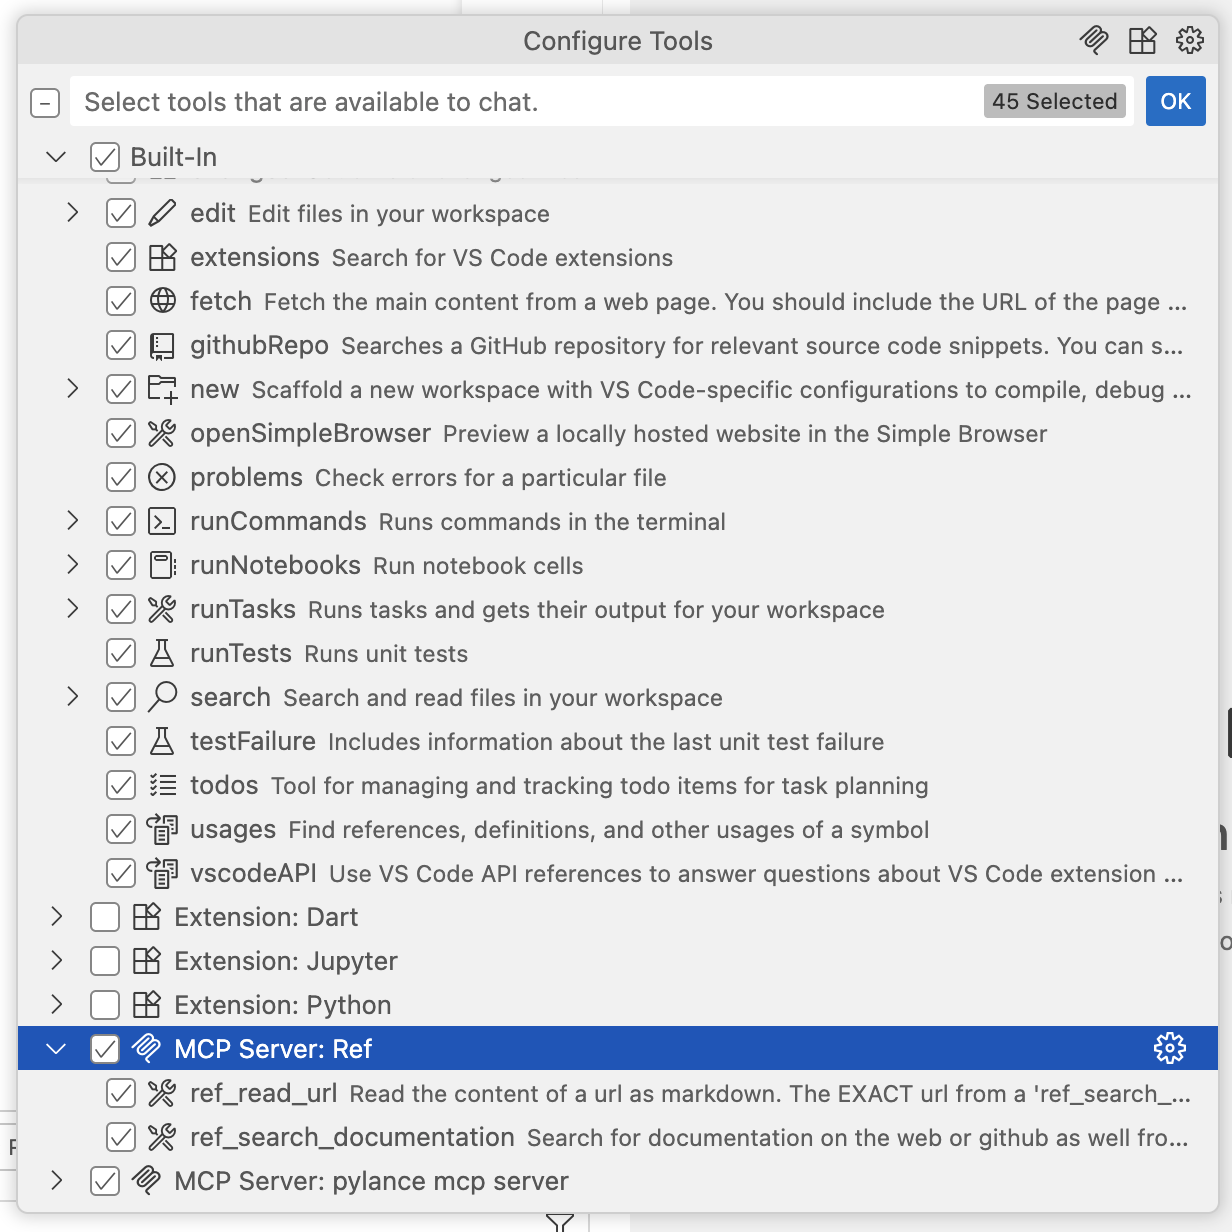 Configure Tools
Select tools that are available to chat.
45 Selected
OK
Built-In
edit Edit files in your workspace
extensions Search for VS Code extensions
fetch Fetch the main content from a web page. You should include the URL of the page ...
githubRepo Searches a GitHub repository for relevant source code snippets. You can s...
new Scaffold a new workspace with VS Code-specific configurations to compile, debug ...
openSimpleBrowser Preview a locally hosted website in the Simple Browser
problems Check errors for a particular file
runCommands Runs commands in the terminal
runNotebooks Run notebook cells
runTasks Runs tasks and gets their output for your workspace
runTests Runs unit tests
search Search and read files in your workspace
testFailure Includes information about the last unit test failure
todos Tool for managing and tracking todo items for task planning
usages Find references, definitions, and other usages of a symbol
vscodeAPI Use VS Code API references to answer questions about VS Code extension ...
Extension: Dart
Extension: Jupyter
Extension: Python
MCP Server: Ref
ref_read_url Read the content of a url as markdown. The EXACT url from a 'ref_search_...
ref_search_documentation Search for documentation on the web or github as well fro...
MCP Server: pylance mcp server